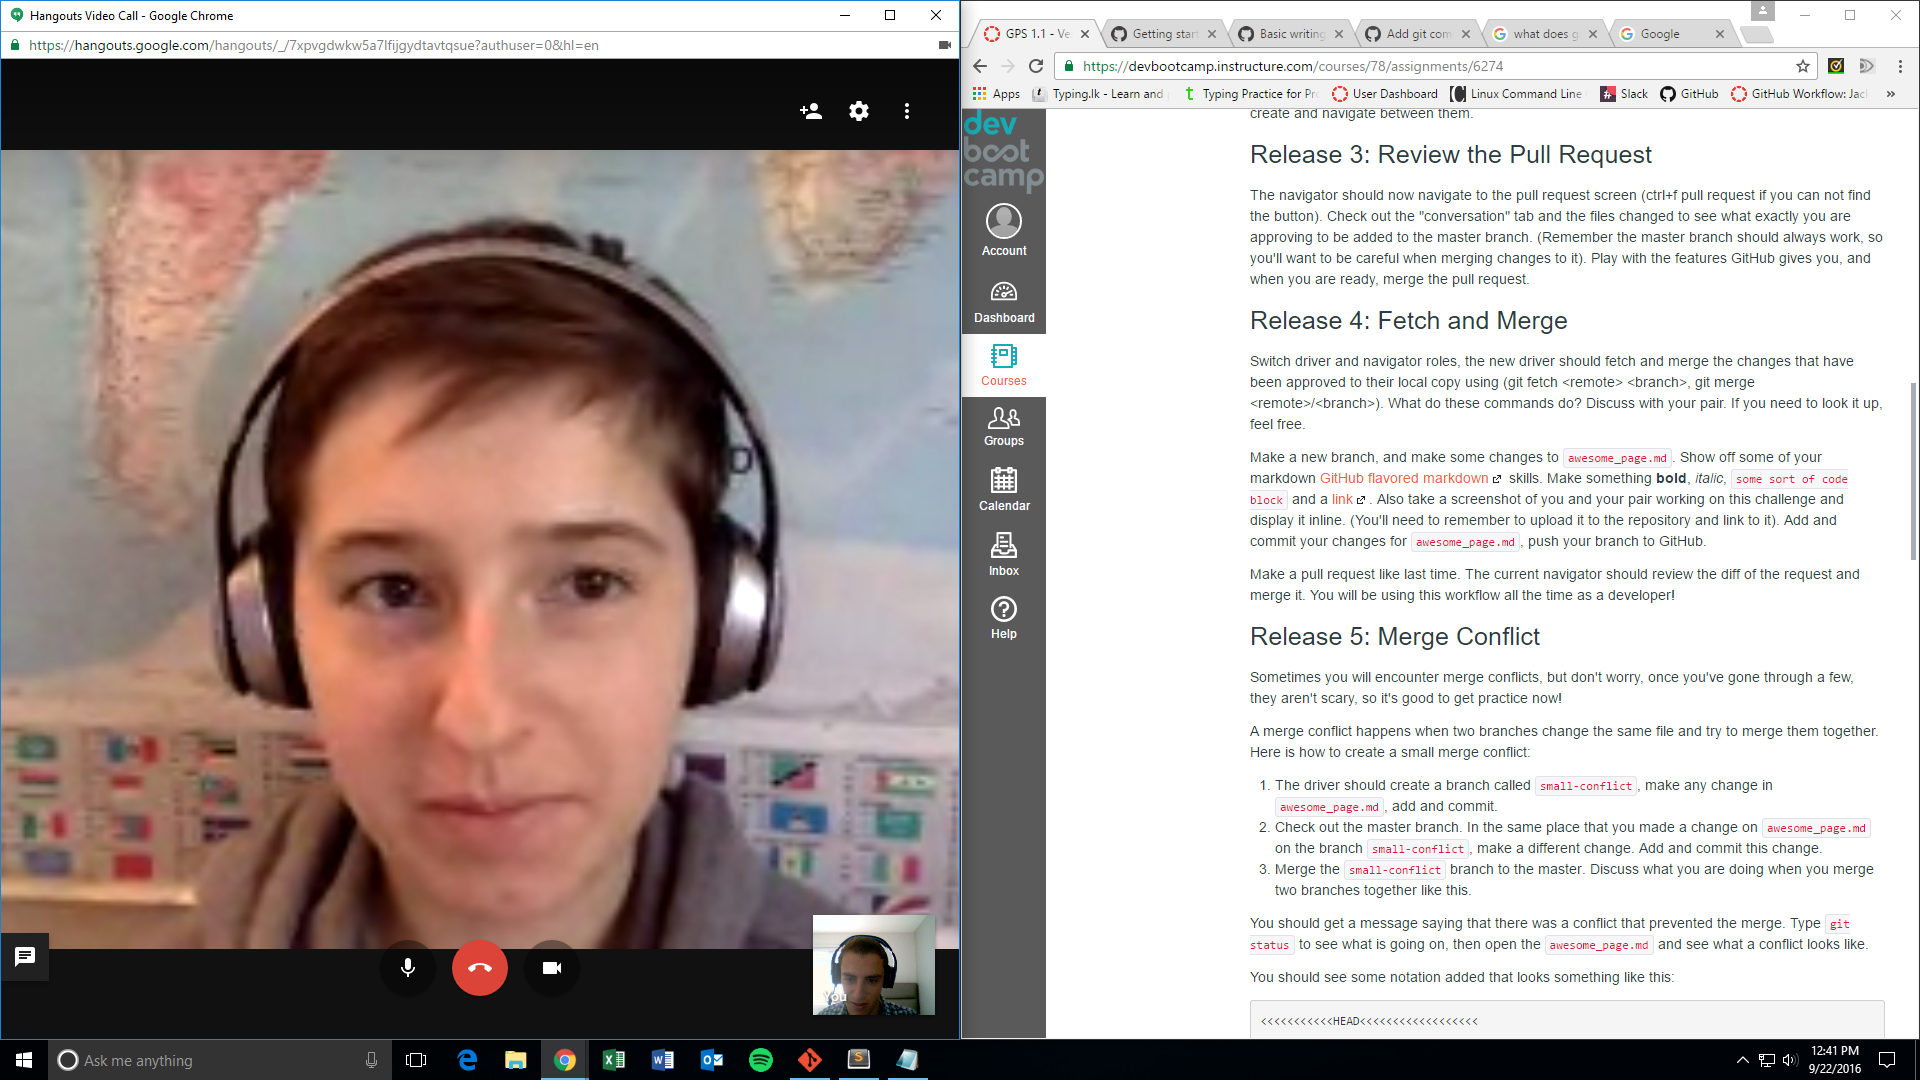 Hangouts Video Call - Google Chrome
https://hangouts.google.com/hangouts/_/7xpvgdwkw5a7lfijgydtavtqsue?authuser=0&hl=en
You
GPS 1.1 - Ve
Getting start
Basic writing
Add git com
what does g
Google
https://devbootcamp.instructure.com/courses/78/assignments/6274
Apps
Typing.lk - Learn and
Typing Practice for Pr
User Dashboard
Linux Command Line
Slack
GitHub
GitHub Workflow: Jac
»
dev
bootcamp
Account
Dashboard
Courses
Groups
Calendar
Inbox
Help
create and navigate between them.
Release 3: Review the Pull Request
The navigator should now navigate to the pull request screen (ctrl+f pull request if you can not find
the button). Check out the "conversation" tab and the files changed to see what exactly you are
approving to be added to the master branch. (Remember the master branch should always work, so
you'll want to be careful when merging changes to it). Play with the features GitHub gives you, and
when you are ready, merge the pull request.
Release 4: Fetch and Merge
Switch driver and navigator roles, the new driver should fetch and merge the changes that have
been approved to their local copy using (git fetch <remote> <branch>, git merge
<remote>/<branch>). What do these commands do? Discuss with your pair. If you need to look it up,
feel free.
Make a new branch, and make some changes to awesome_page.md. Show off some of your
markdown GitHub flavored markdown skills. Make something bold, italic, some sort of code
block and a link. Also take a screenshot of you and your pair working on this challenge and
display it inline. (You'll need to remember to upload it to the repository and link to it). Add and
commit your changes for awesome_page.md, push your branch to GitHub.
Make a pull request like last time. The current navigator should review the diff of the request and
merge it. You will be using this workflow all the time as a developer!
Release 5: Merge Conflict
Sometimes you will encounter merge conflicts, but don't worry, once you've gone through a few,
they aren't scary, so it's good to get practice now!
A merge conflict happens when two branches change the same file and try to merge them together.
Here is how to create a small merge conflict:
1. The driver should create a branch called small-conflict, make any change in
awesome_page.md, add and commit.
2. Check out the master branch. In the same place that you made a change on awesome_page.md
on the branch small-conflict, make a different change. Add and commit this change.
3. Merge the small-conflict branch to the master. Discuss what you are doing when you merge
two branches together like this.
You should get a message saying that there was a conflict that prevented the merge. Type git
status to see what is going on, then open the awesome_page.md and see what a conflict looks like.
You should see some notation added that looks something like this:
<<<<<<<<<<<HEAD<<<<<<<<<<<<<<<<<<
Ask me anything
12:41 PM
9/22/2016